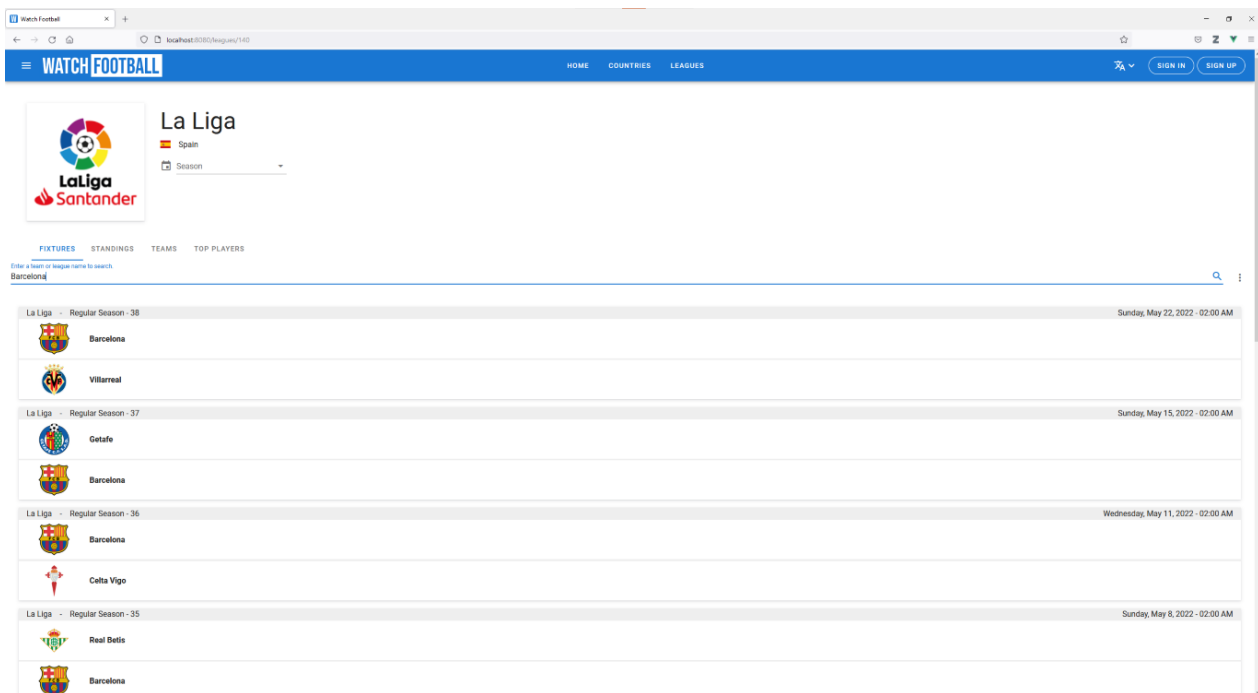 Watch Football
localhost:8080/leagues/140
WATCH FOOTBALL
HOME COUNTRIES LEAGUES
SIGN IN SIGN UP
La Liga
Spain
Season
LaLiga
Santander
FIXTURES STANDINGS TEAMS TOP PLAYERS
Enter a team or league name to search.
Barcelona
La Liga - Regular Season - 38 Sunday, May 22, 2022 - 02:00 AM
Barcelona
Villarreal
La Liga - Regular Season - 37 Sunday, May 15, 2022 - 02:00 AM
Getafe
Barcelona
La Liga - Regular Season - 36 Wednesday, May 11, 2022 - 02:00 AM
Barcelona
Celta Vigo
La Liga - Regular Season - 35 Sunday, May 8, 2022 - 02:00 AM
Real Betis
Barcelona